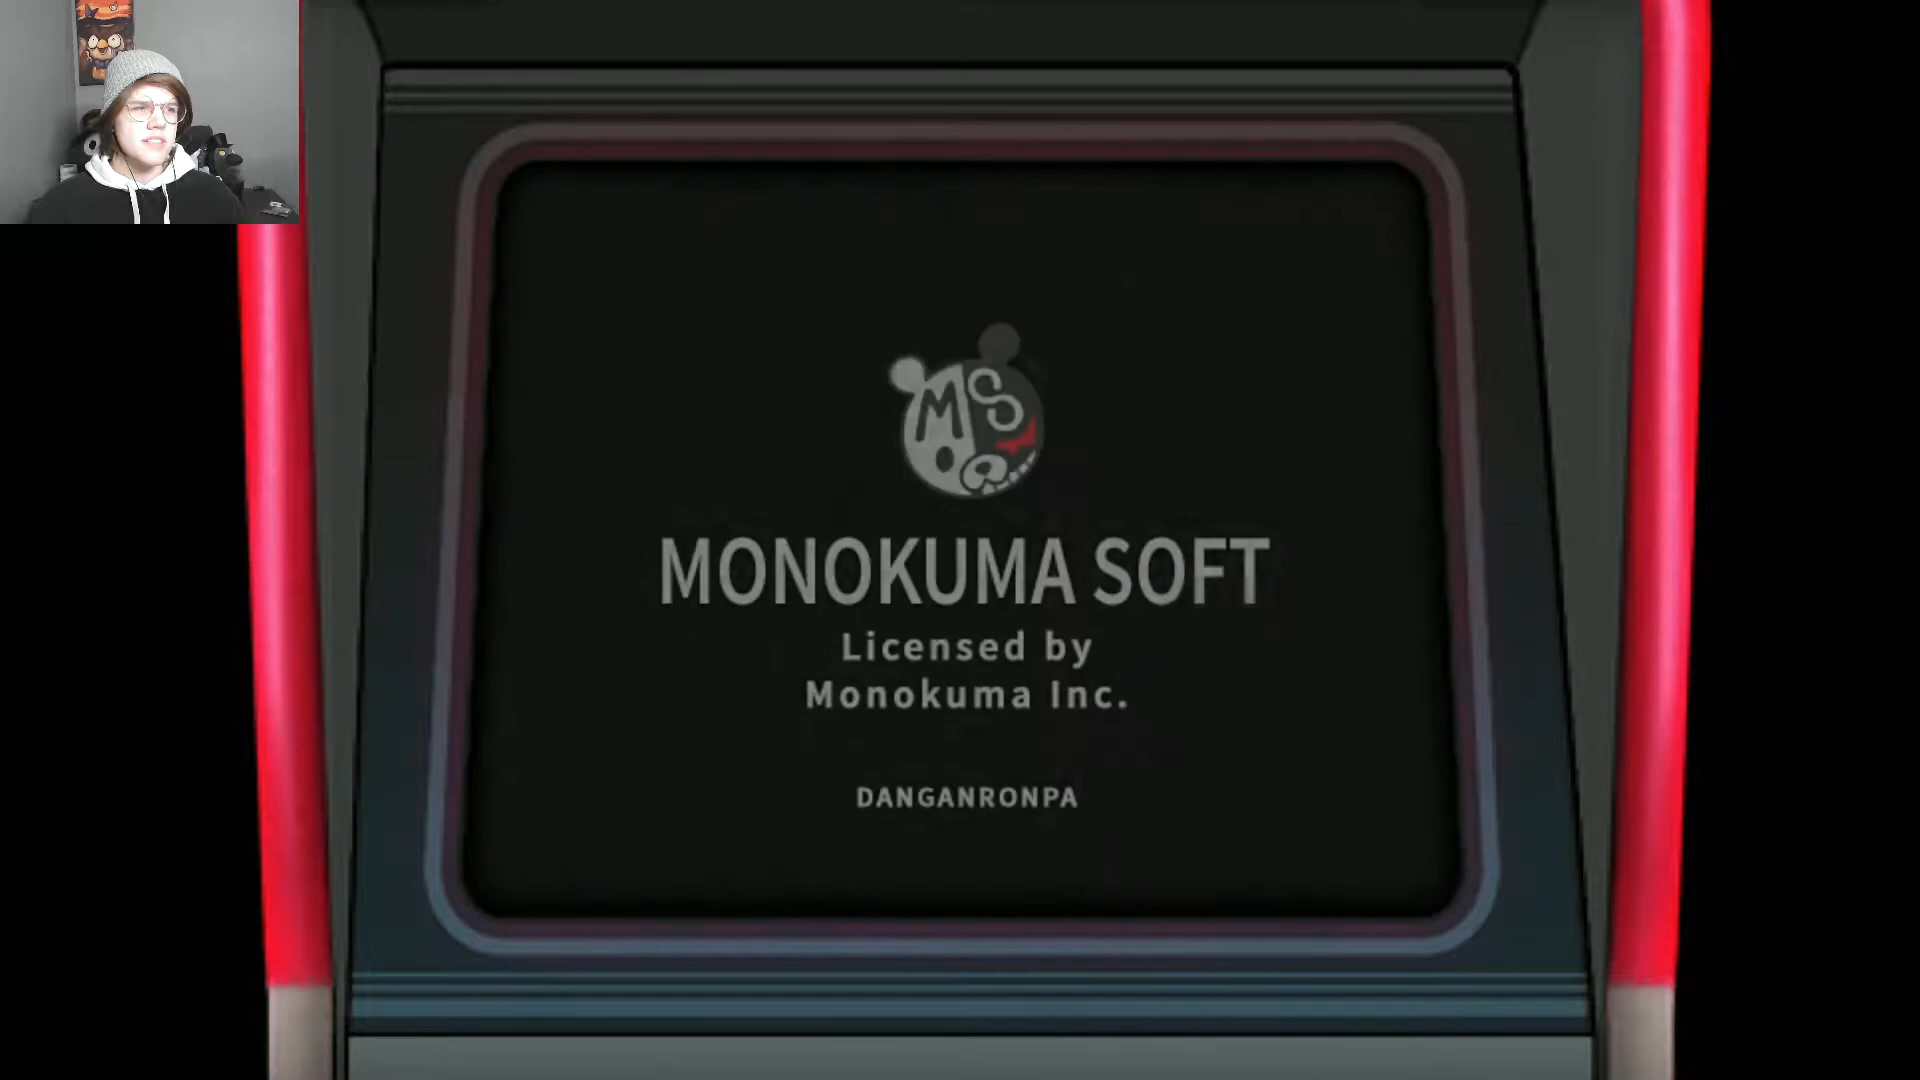 MS
MONOKUMA SOFT
Licensed by
Monokuma Inc.
DANGANRONPA